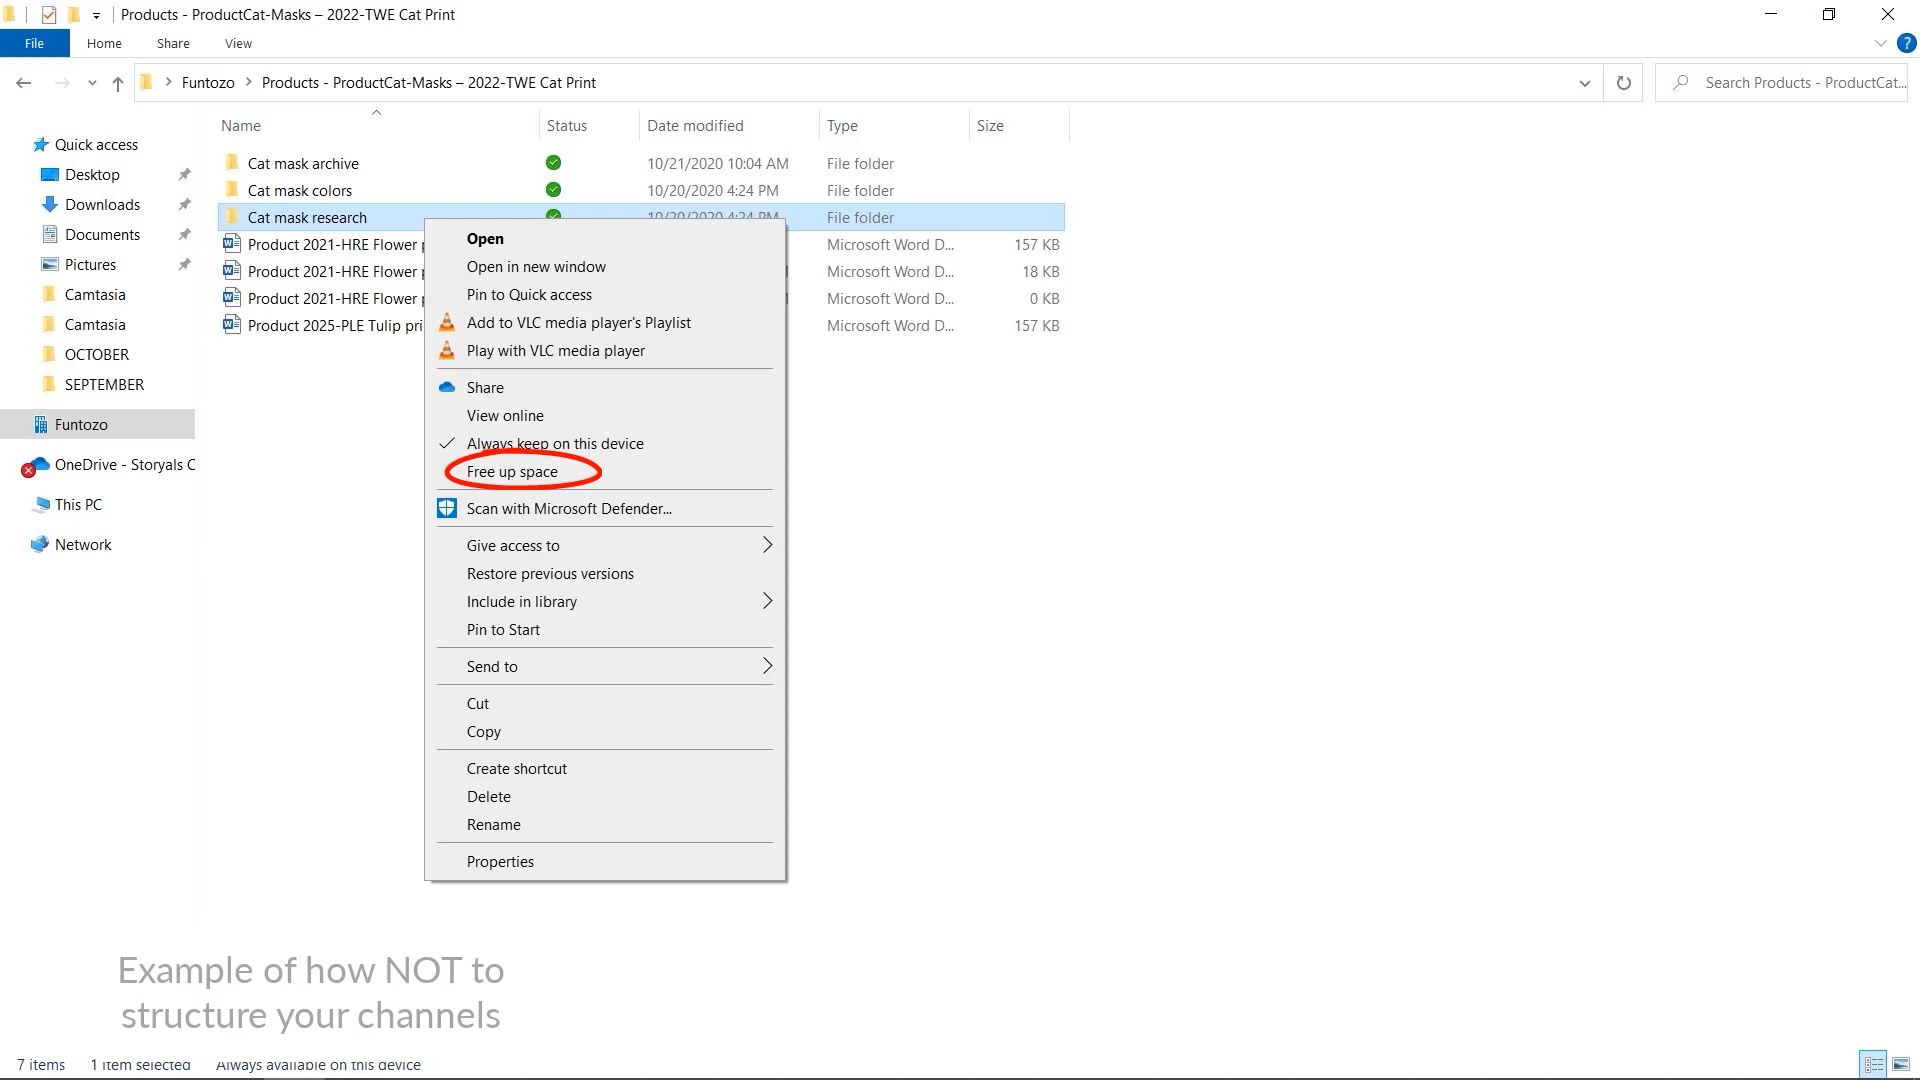 Products - ProductCat-Masks – 2022-TWE Cat Print
File Home Share View
Funtozo Products - ProductCat-Masks – 2022-TWE Cat Print
Search Products - ProductCat...
Name Status Date modified Type Size
Quick access
Desktop
Downloads
Documents
Pictures
Camtasia
Camtasia
OCTOBER
SEPTEMBER
Funtozo
OneDrive - Storyals C
This PC
Network
Cat mask archive 10/21/2020 10:04 AM File folder
Cat mask colors 10/20/2020 4:24 PM File folder
Cat mask research 10/20/2020 4:24 PM File folder
Product 2021-HRE Flower p Microsoft Word D... 157 KB
Product 2021-HRE Flower p Microsoft Word D... 18 KB
Product 2021-HRE Flower p Microsoft Word D... 0 KB
Product 2025-PLE Tulip pri Microsoft Word D... 157 KB
Open
Open in new window
Pin to Quick access
Add to VLC media player's Playlist
Play with VLC media player
Share
View online
Always keep on this device
Free up space
Scan with Microsoft Defender...
Give access to
Restore previous versions
Include in library
Pin to Start
Send to
Cut
Copy
Create shortcut
Delete
Rename
Properties
Example of how NOT to
structure your channels
7 items 1 item selected Always available on this device